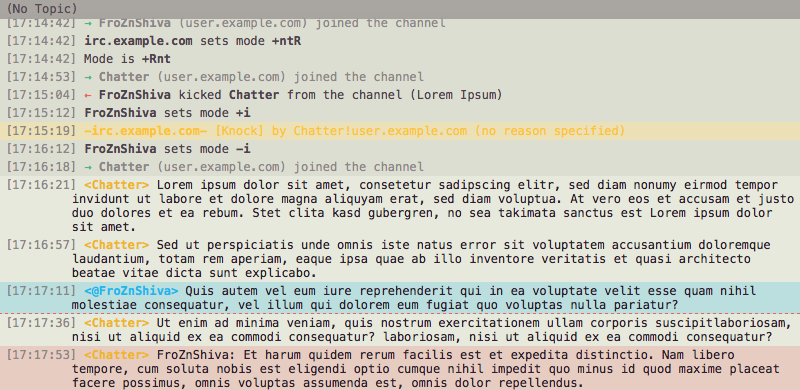 (No Topic)
[17:14:42] → FroZnShiva (user.example.com) joined the channel
[17:14:42] irc.example.com sets mode +ntR
[17:14:42] Mode is +Rnt
[17:14:53] → Chatter (user.example.com) joined the channel
[17:15:04] ← FroZnShiva kicked Chatter from the channel (Lorem Ipsum)
[17:15:12] FroZnShiva sets mode +i
[17:15:19] -irc.example.com- [Knock] by Chatter!user.example.com (no reason specified)
[17:16:12] FroZnShiva sets mode -i
[17:16:18] → Chatter (user.example.com) joined the channel
[17:16:21] <Chatter> Lorem ipsum dolor sit amet, consetetur sadipscing elitr, sed diam nonumy eirmod tempor
invidunt ut labore et dolore magna aliquyam erat, sed diam voluptua. At vero eos et accusam et justo
duo dolores et ea rebum. Stet clita kasd gubergren, no sea takimata sanctus est Lorem ipsum dolor
sit amet.
[17:16:57] <Chatter> Sed ut perspiciatis unde omnis iste natus error sit voluptatem accusantium doloremque
laudantium, totam rem aperiam, eaque ipsa quae ab illo inventore veritatis et quasi architecto
beatae vitae dicta sunt explicabo.
[17:17:11] <@FroZnShiva> Quis autem vel eum iure reprehenderit qui in ea voluptate velit esse quam nihil
molestiae consequatur, vel illum qui dolorem eum fugiat quo voluptas nulla pariatur?
[17:17:36] <Chatter> Ut enim ad minima veniam, quis nostrum exercitationem ullam corporis suscipitlaboriosam,
nisi ut aliquid ex ea commodi consequatur? laboriosam, nisi ut aliquid ex ea commodi consequatur?
[17:17:53] <Chatter> FroZnShiva: Et harum quidem rerum facilis est et expedita distinctio. Nam libero
tempore, cum soluta nobis est eligendi optio cumque nihil impedit quo minus id quod maxime placeat
facere possimus, omnis voluptas assumenda est, omnis dolor repellendus.